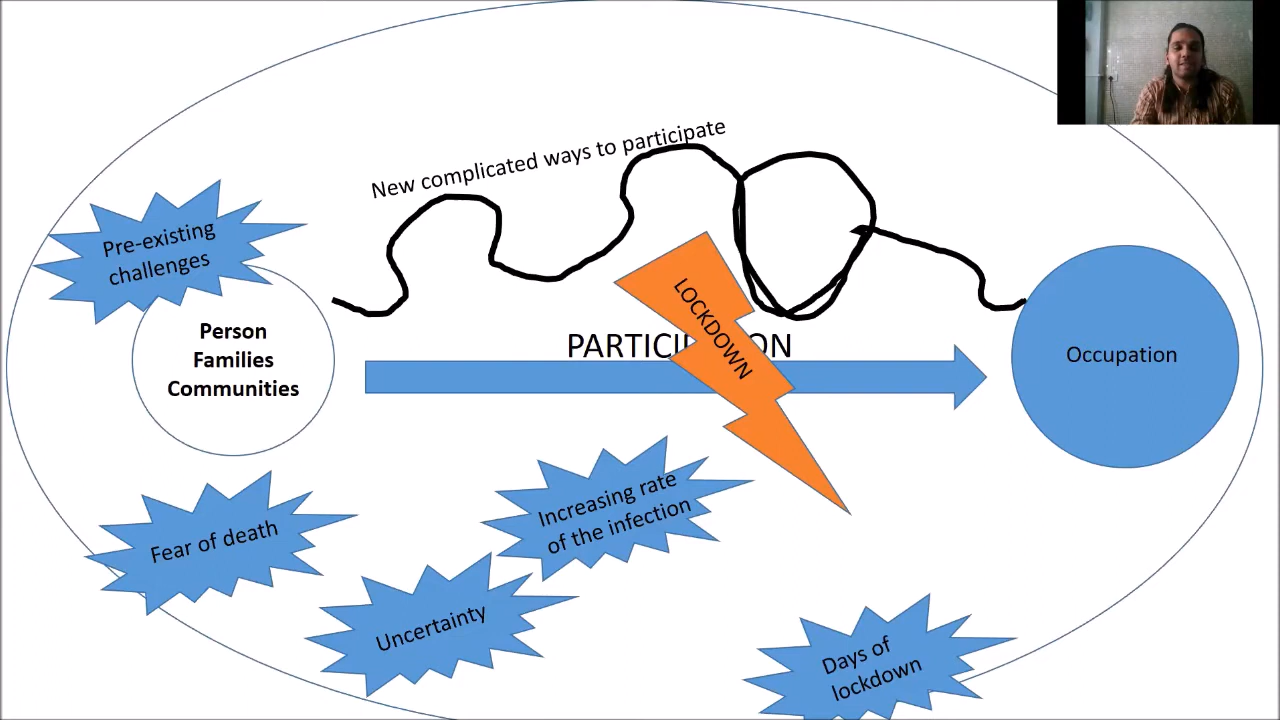 New complicated ways to participate
Pre-existing
challenges
Person
Families
Communities
LOCKDOWN
Occupation
Increasing rate
of the infection
Fear of death
Uncertainty
Days of
lockdown